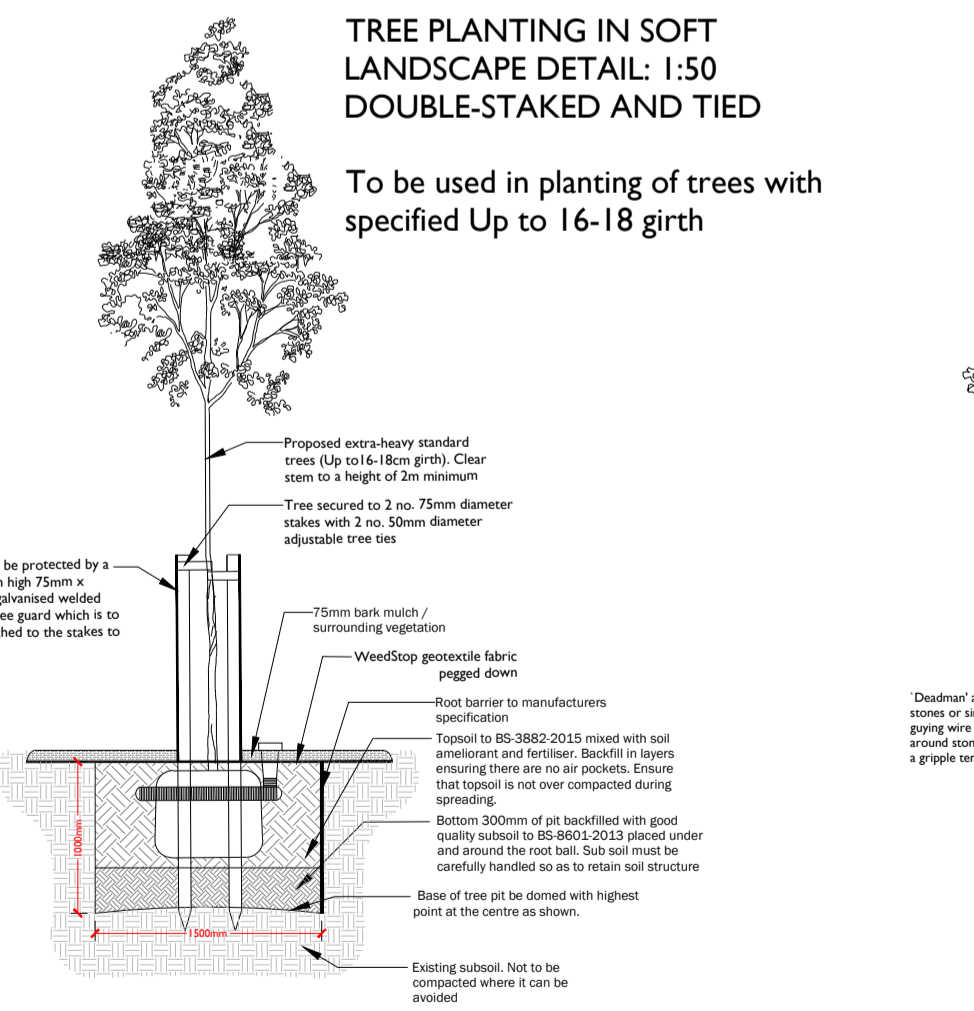 TREE PLANTING IN SOFT
LANDSCAPE DETAIL: 1:50
DOUBLE-STAKED AND TIED
To be used in planting of trees with
specified Up to 16-18 girth
Proposed extra-heavy standard
trees (Up to16-18cm girth). Clear
stem to a height of 2m minimum
Tree secured to 2 no. 75mm diameter
stakes with 2 no. 50mm diameter
adjustable tree ties
be protected by a
high 75mm x
galvanised welded
guard which is to
the stakes to
75mm bark mulch /
surrounding vegetation
WeedStop geotextile fabric
pegged down
Root barrier to manufacturers
specification
Topsoil to BS-3882-2015 mixed with soil
ameliorant and fertiliser. Backfill in layers
ensuring there are no air pockets. Ensure
that topsoil is not over compacted during
spreading.
Bottom 300mm of pit backfilled with good
quality subsoil to BS-8601-2013 placed under
and around the root ball. Sub soil must be
carefully handled so as to retain soil structure
Base of tree pit be domed with highest
point at the centre as shown.
Existing subsoil. Not to be
compacted where it can be
avoided
1000mm
1500mm
`Deadman'
stones or
guying wire
around
a gripple